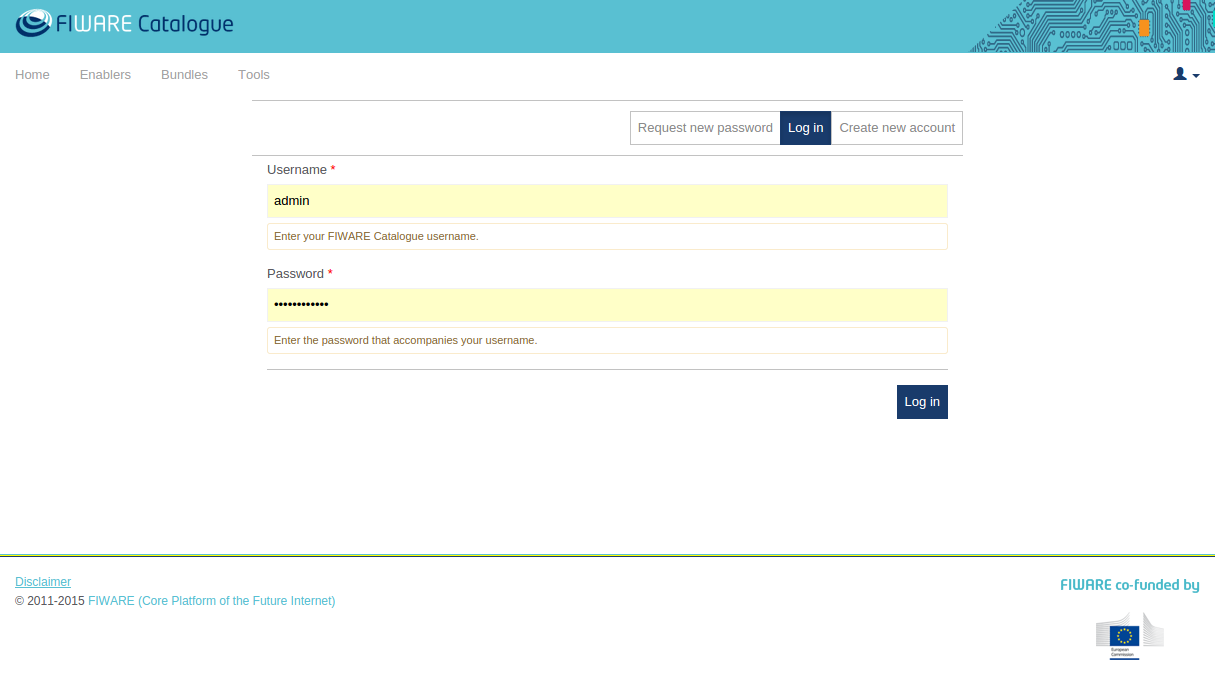 FIWARE Catalogue
Home Enablers Bundles Tools
Request new password Log in Create new account
Username *
admin
Enter your FIWARE Catalogue username.
Password *
••••••••••••
Enter the password that accompanies your username.
Log in
Disclaimer
© 2011-2015 FIWARE (Core Platform of the Future Internet)
FIWARE co-funded by
European
Commission